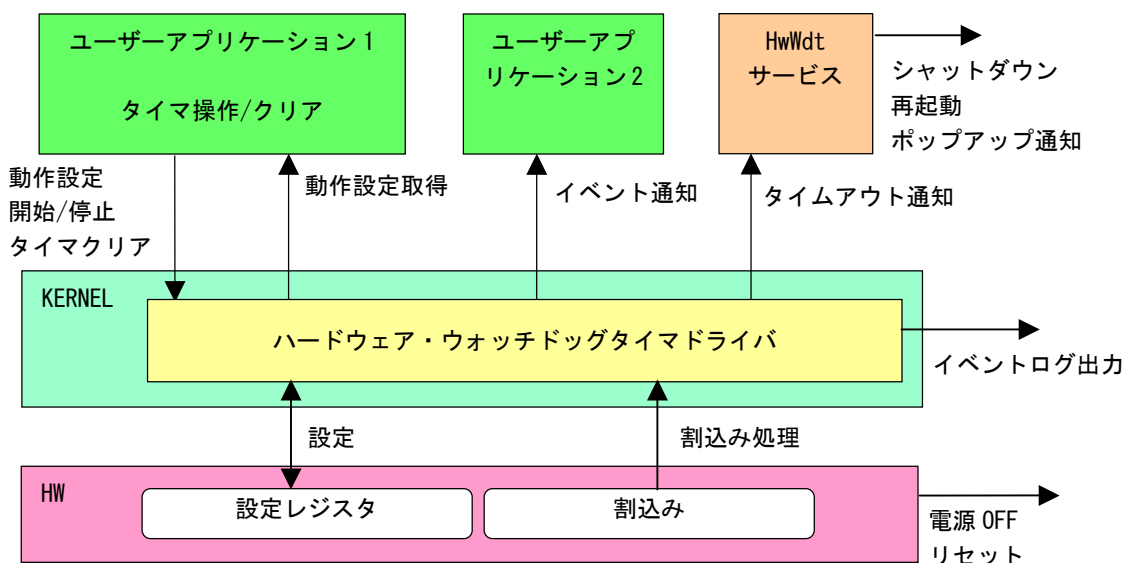 ユーザーアプリケーション1
タイマ操作/クリア
ユーザーアプ
リケーション2
HwWdt
サービス
シャットダウン
再起動
ポップアップ通知
動作設定
開始/停止
タイマクリア
動作設定取得
イベント通知
タイムアウト通知
KERNEL
ハードウェア・ウォッチドッグタイマドライバ
イベントログ出力
設定
割込み処理
HW
設定レジスタ
割込み
電源 OFF
リセット